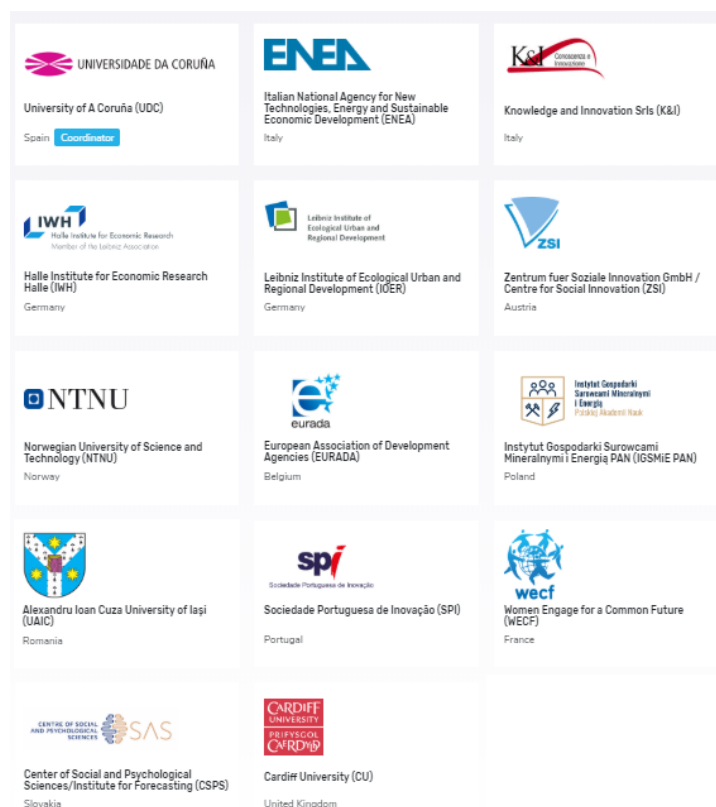 UNIVERSIDADE DA CORUÑA
University of A Coruña (UDC)
Spain Coordinator
ENEA
Italian National Agency for New
Technologies, Energy and Sustainable
Economic Development (ENEA)
Italy
K&I Conoscenza e
Innovazione
Knowledge and Innovation Srls (K&I)
Italy
IWH
Halle Institute for Economic Research
Member of the Leibniz Association
Halle Institute for Economic Research
Halle (IWH)
Germany
Leibniz Institute of
Ecological Urban and
Regional Development
Leibniz Institute of Ecological Urban and
Regional Development (IOER)
Germany
ZSI
Zentrum fuer Soziale Innovation GmbH /
Centre for Social Innovation (ZSI)
Austria
NTNU
Norwegian University of Science and
Technology (NTNU)
Norway
eurada
European Association of Development
Agencies (EURADA)
Belgium
Instytut Gospodarki
Surowcami Mineralnymi
i Energią
Polskiej Akademii Nauk
Instytut Gospodarki Surowcami
Mineralnymi i Energią PAN (IGSMiE PAN)
Poland
Alexandru Ioan Cuza University of Iași
(UAIC)
Romania
spi
Sociedade Portuguesa de Inovação
Sociedade Portuguesa de Inovação (SPI)
Portugal
wecf
Women Engage for a Common Future
(WECF)
France
CENTRE OF SOCIAL
AND PSYCHOLOGICAL
SCIENCES
SAS
Center of Social and Psychological
Sciences/Institute for Forecasting (CSPS)
Slovakia
CARDIFF
UNIVERSITY
PRIFYSGOL
CAERDYDD
Cardiff University (CU)
United Kingdom